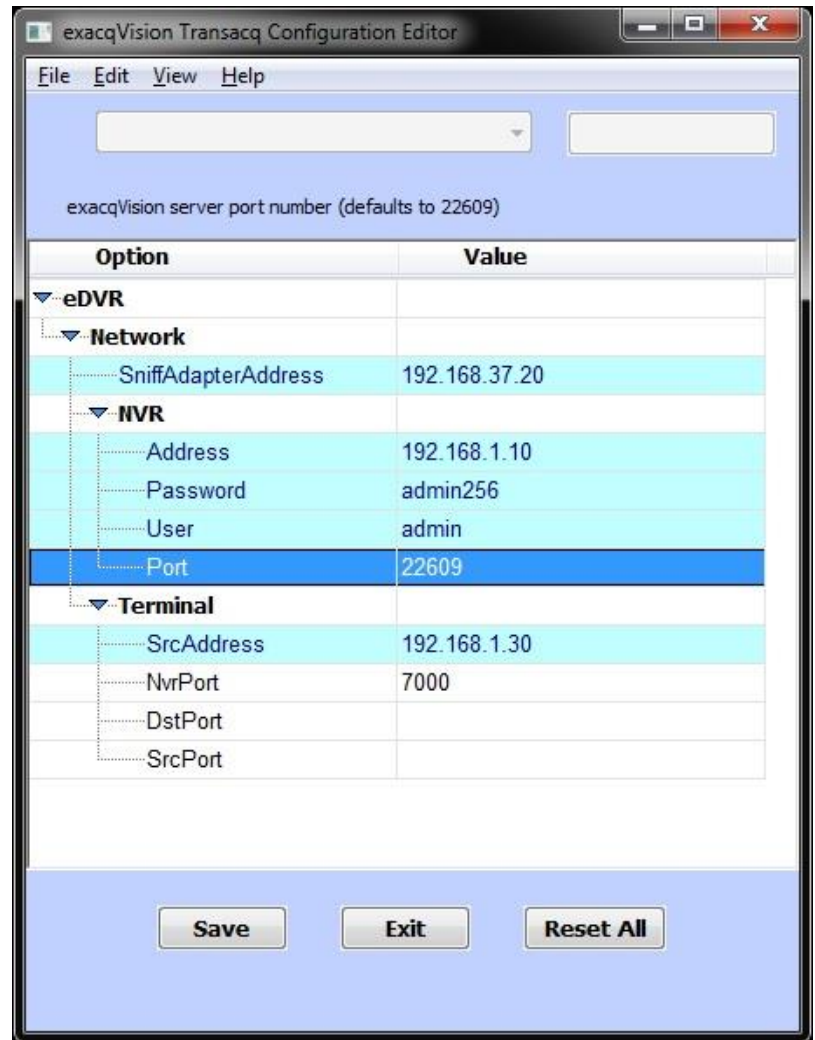 exacqVision Transacq Configuration Editor
File Edit View Help
exacqVision server port number (defaults to 22609)
Option Value
eDVR
Network
SniffAdapterAddress 192.168.37.20
NVR
Address 192.168.1.10
Password admin256
User admin
Port 22609
Terminal
SrcAddress 192.168.1.30
NvrPort 7000
DstPort
SrcPort
Save Exit Reset All